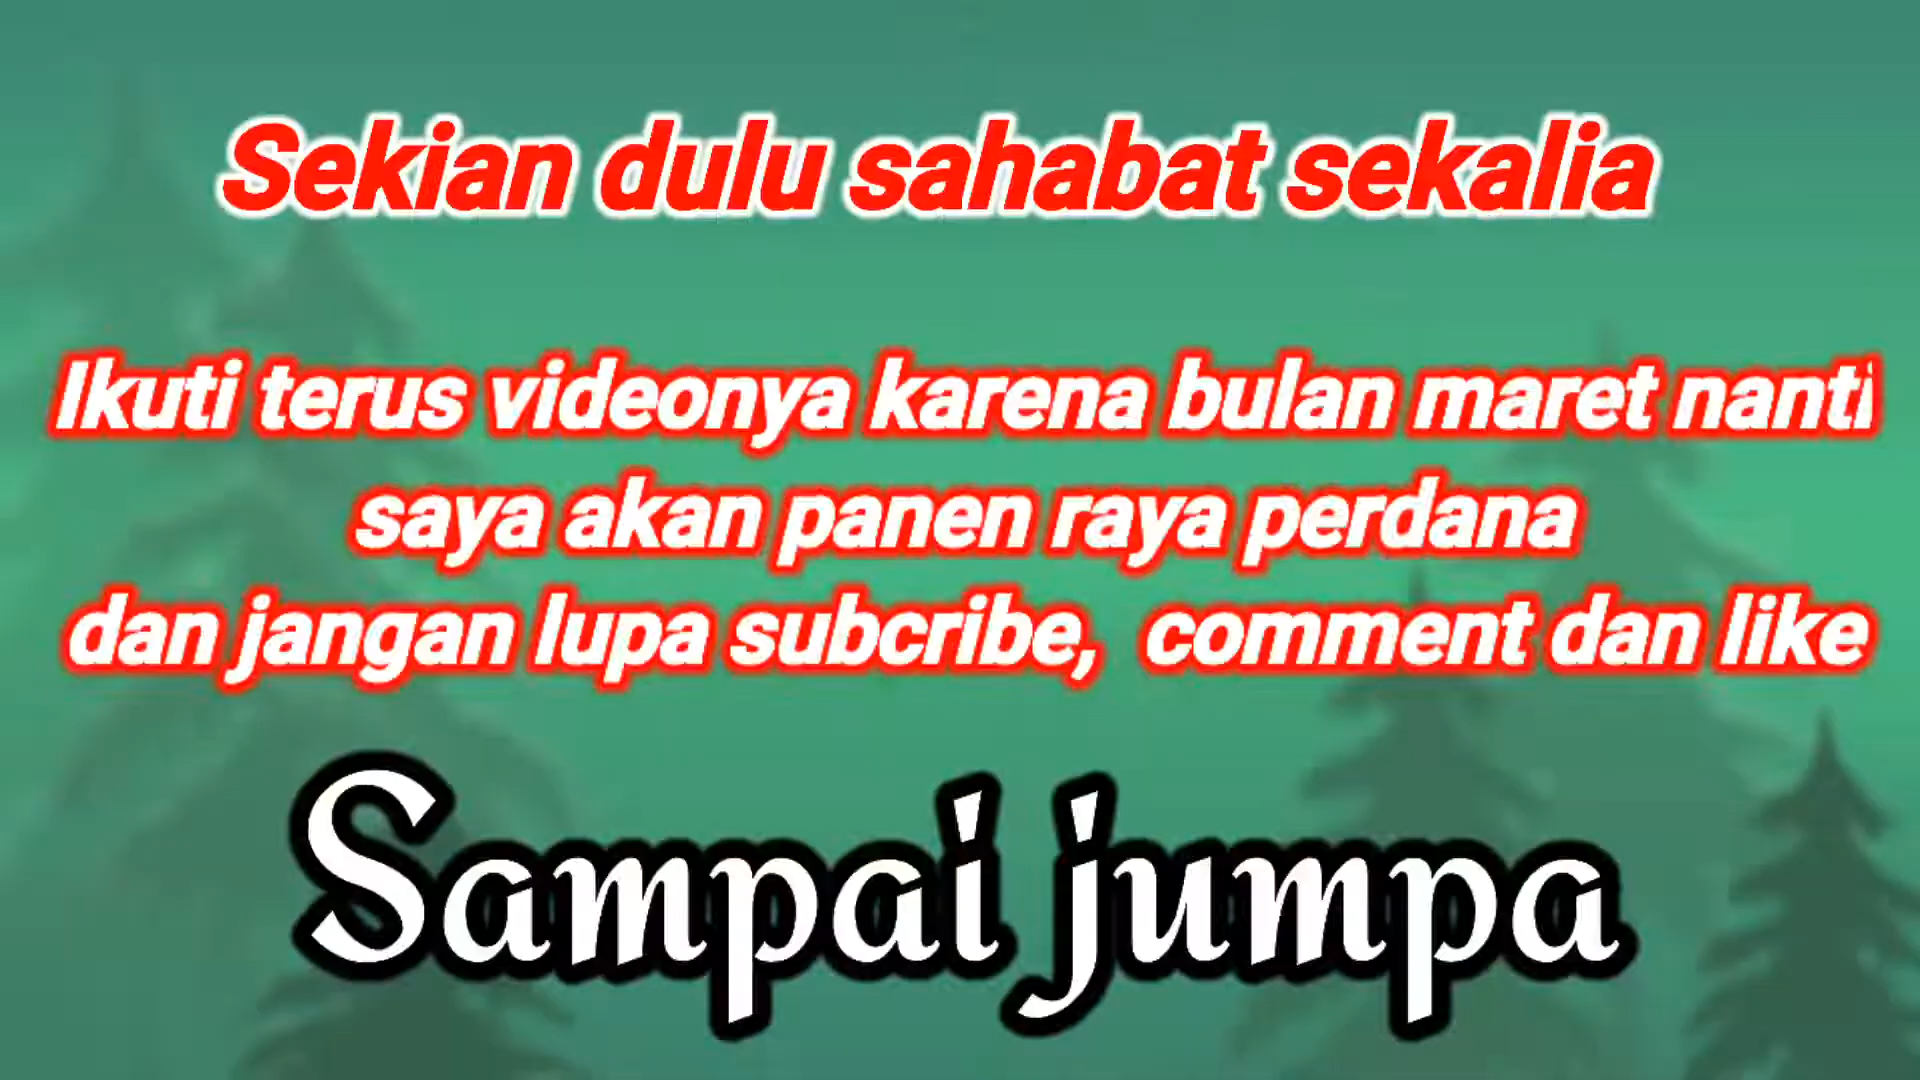 Sekian dulu sahabat sekalia
Ikuti terus videonya karena bulan maret nanti
saya akan panen raya perdana
dan jangan lupa subcribe, comment dan like
Sampai jumpa